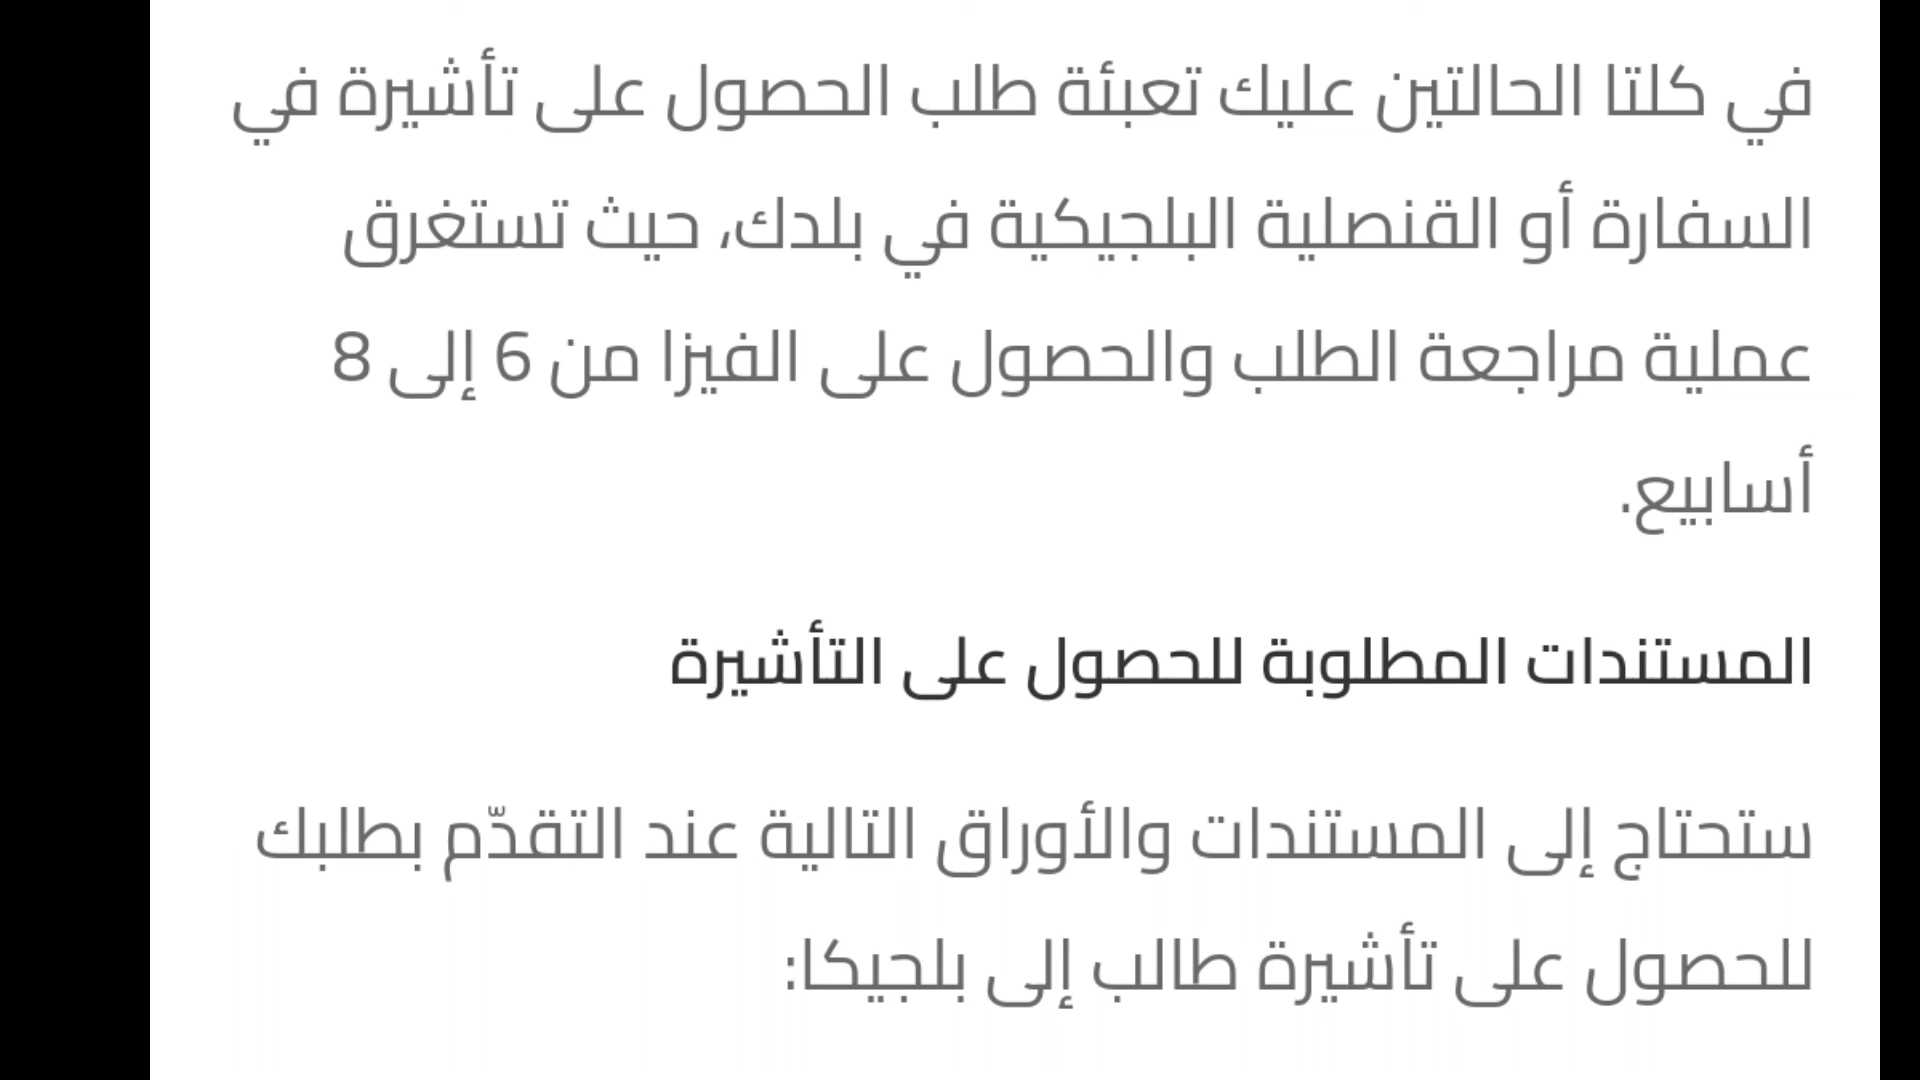 في كلتا الحالتين عليك تعبئة طلب الحصول على تأشيرة في
السفارة أو القنصلية البلجيكية في بلدك، حيث تستغرق
عملية مراجعة الطلب والحصول على الفيزا من 6 إلى 8
أسابيع.
المستندات المطلوبة للحصول على التأشيرة
ستحتاج إلى المستندات والأوراق التالية عند التقدّم بطلبك
للحصول على تأشيرة طالب إلى بلجيكا: